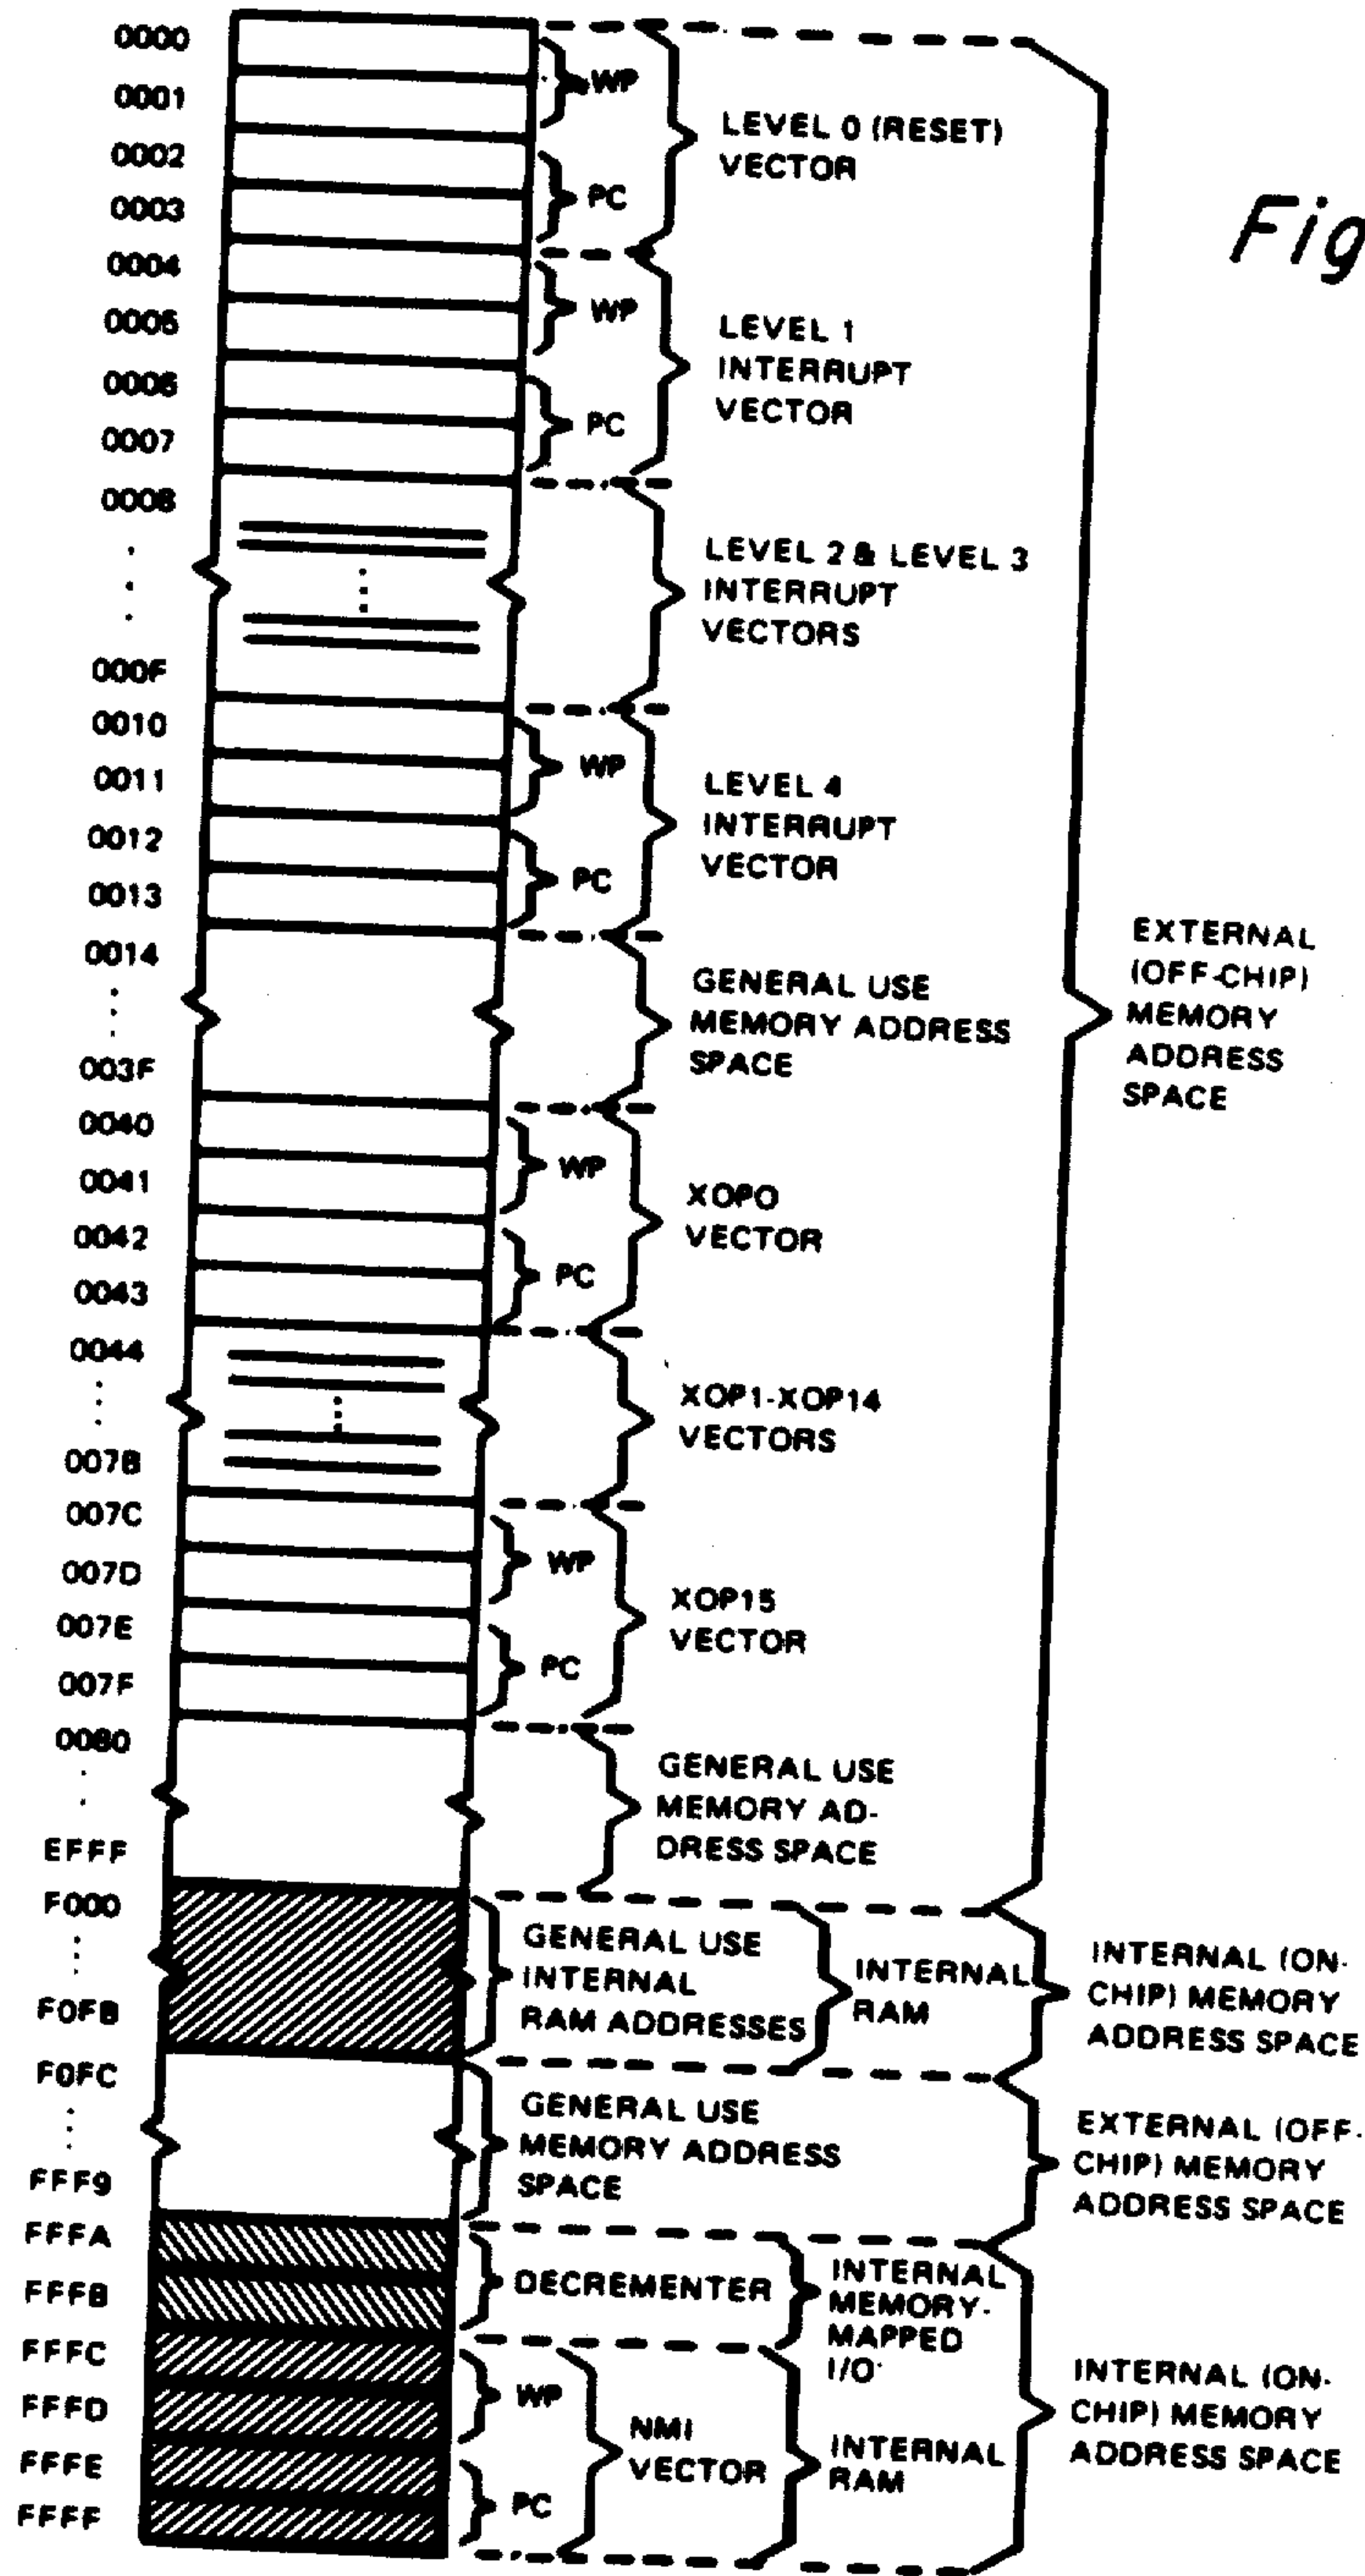 Fig
0000
0001
WP
0002
0003
PC
LEVEL 0 (RESET)
VECTOR
0004
0005
WP
0006
0007
PC
LEVEL 1
INTERRUPT
VECTOR
0008
000F
LEVEL 2 & LEVEL 3
INTERRUPT
VECTORS
0010
0011
WP
0012
0013
PC
LEVEL 4
INTERRUPT
VECTOR
0014
003F
GENERAL USE
MEMORY ADDRESS
SPACE
EXTERNAL
(OFF-CHIP)
MEMORY
ADDRESS
SPACE
0040
0041
WP
0042
0043
PC
XOP0
VECTOR
0044
007B
XOP1-XOP14
VECTORS
007C
007D
WP
007E
007F
PC
XOP15
VECTOR
0080
EFFF
GENERAL USE
MEMORY AD-
DRESS SPACE
F000
F0FB
GENERAL USE
INTERNAL
RAM ADDRESSES
INTERNAL
RAM
INTERNAL (ON-
CHIP) MEMORY
ADDRESS SPACE
F0FC
FFF9
GENERAL USE
MEMORY ADDRESS
SPACE
EXTERNAL (OFF-
CHIP) MEMORY
ADDRESS SPACE
FFFA
FFFB
DECREMENTER
INTERNAL
MEMORY-
MAPPED
I/O
FFFC
FFFD
WP
FFFE
FFFF
PC
NMI
VECTOR
INTERNAL
RAM
INTERNAL (ON-
CHIP) MEMORY
ADDRESS SPACE